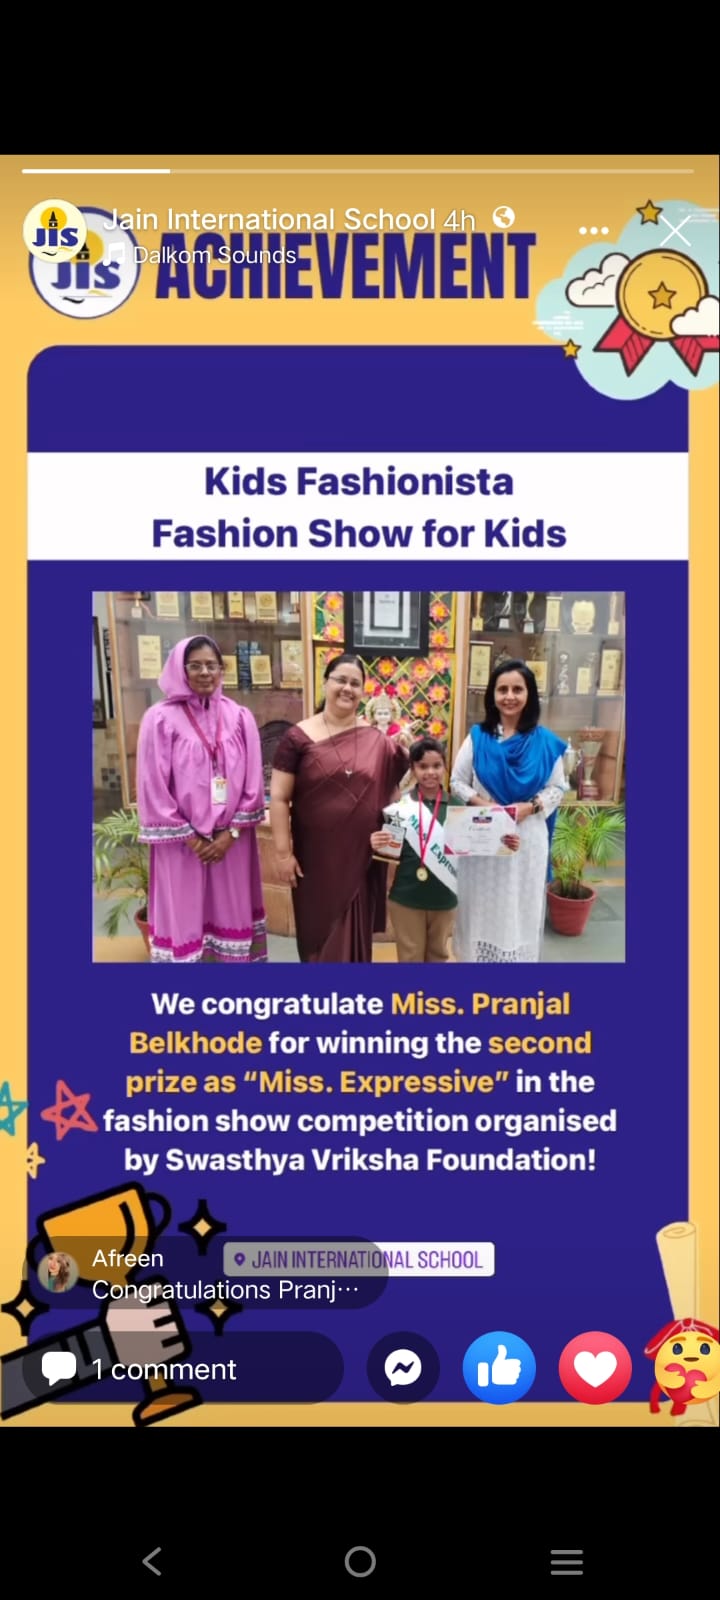 Jain International School 4h
Dalkom Sounds
JIS
JIS
ACHIEVEMENT
Kids Fashionista
Fashion Show for Kids
Miss. Expres
We congratulate Miss. Pranjal
Belkhode for winning the second
prize as “Miss. Expressive” in the
fashion show competition organised
by Swasthya Vriksha Foundation!
JAIN INTERNATIONAL SCHOOL
Afreen
Congratulations Pranj...
1 comment